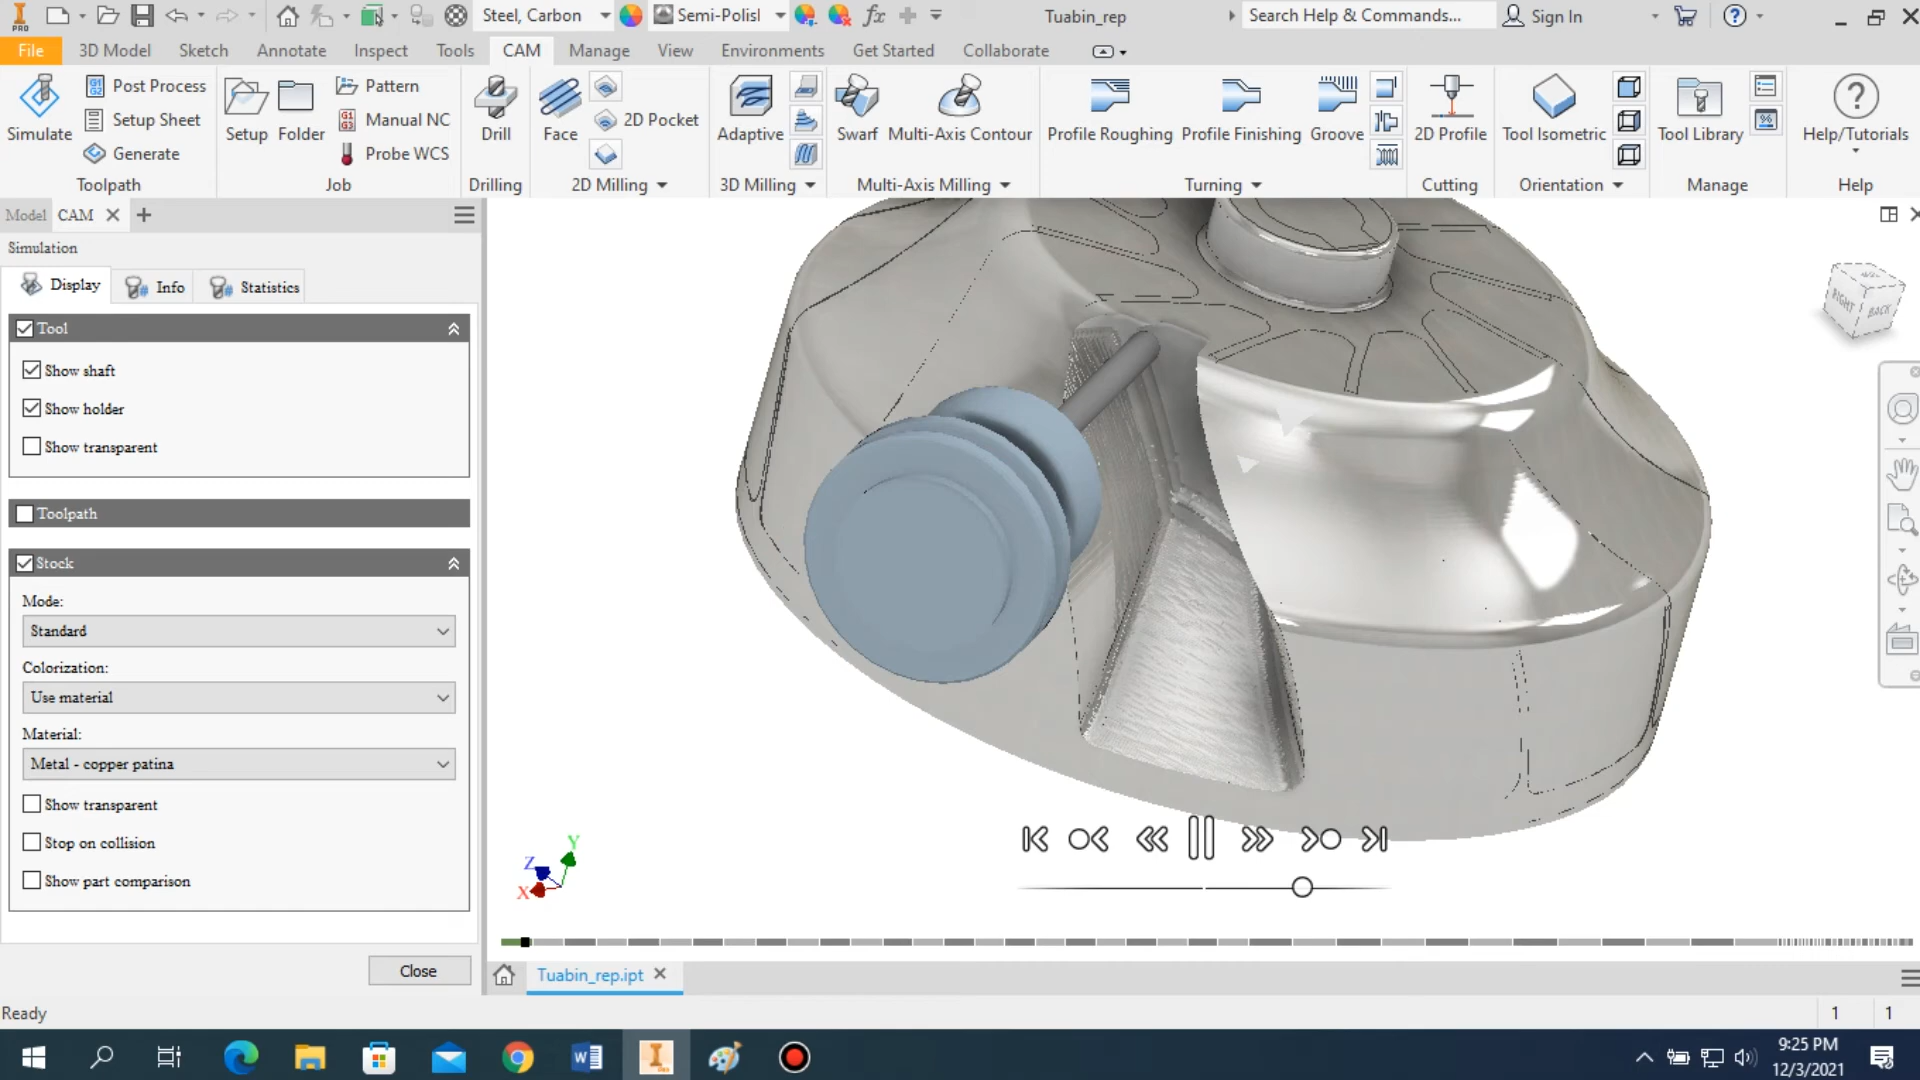 PRO
Steel, Carbon
Semi-Polisl
fx
Tuabin_rep
Search Help & Commands...
Sign In
File
3D Model
Sketch
Annotate
Inspect
Tools
CAM
Manage
View
Environments
Get Started
Collaborate
Simulate
Post Process
Setup Sheet
Generate
Toolpath
Setup
Folder
Pattern
Manual NC
Probe WCS
Job
Drill
Drilling
Face
2D Pocket
2D Milling
Adaptive
3D Milling
Swarf
Multi-Axis Contour
Multi-Axis Milling
Profile Roughing
Profile Finishing
Groove
Turning
2D Profile
Cutting
Tool Isometric
Orientation
Tool Library
Manage
Help/Tutorials
Help
Model
CAM
Simulation
Display
Info
Statistics
Tool
Show shaft
Show holder
Show transparent
Toolpath
Stock
Mode:
Standard
Colorization:
Use material
Material:
Metal - copper patina
Show transparent
Stop on collision
Show part comparison
Close
RIGHT
BACK
Y
Z
X
Tuabin_rep.ipt
Ready
1 1
9:25 PM
12/3/2021